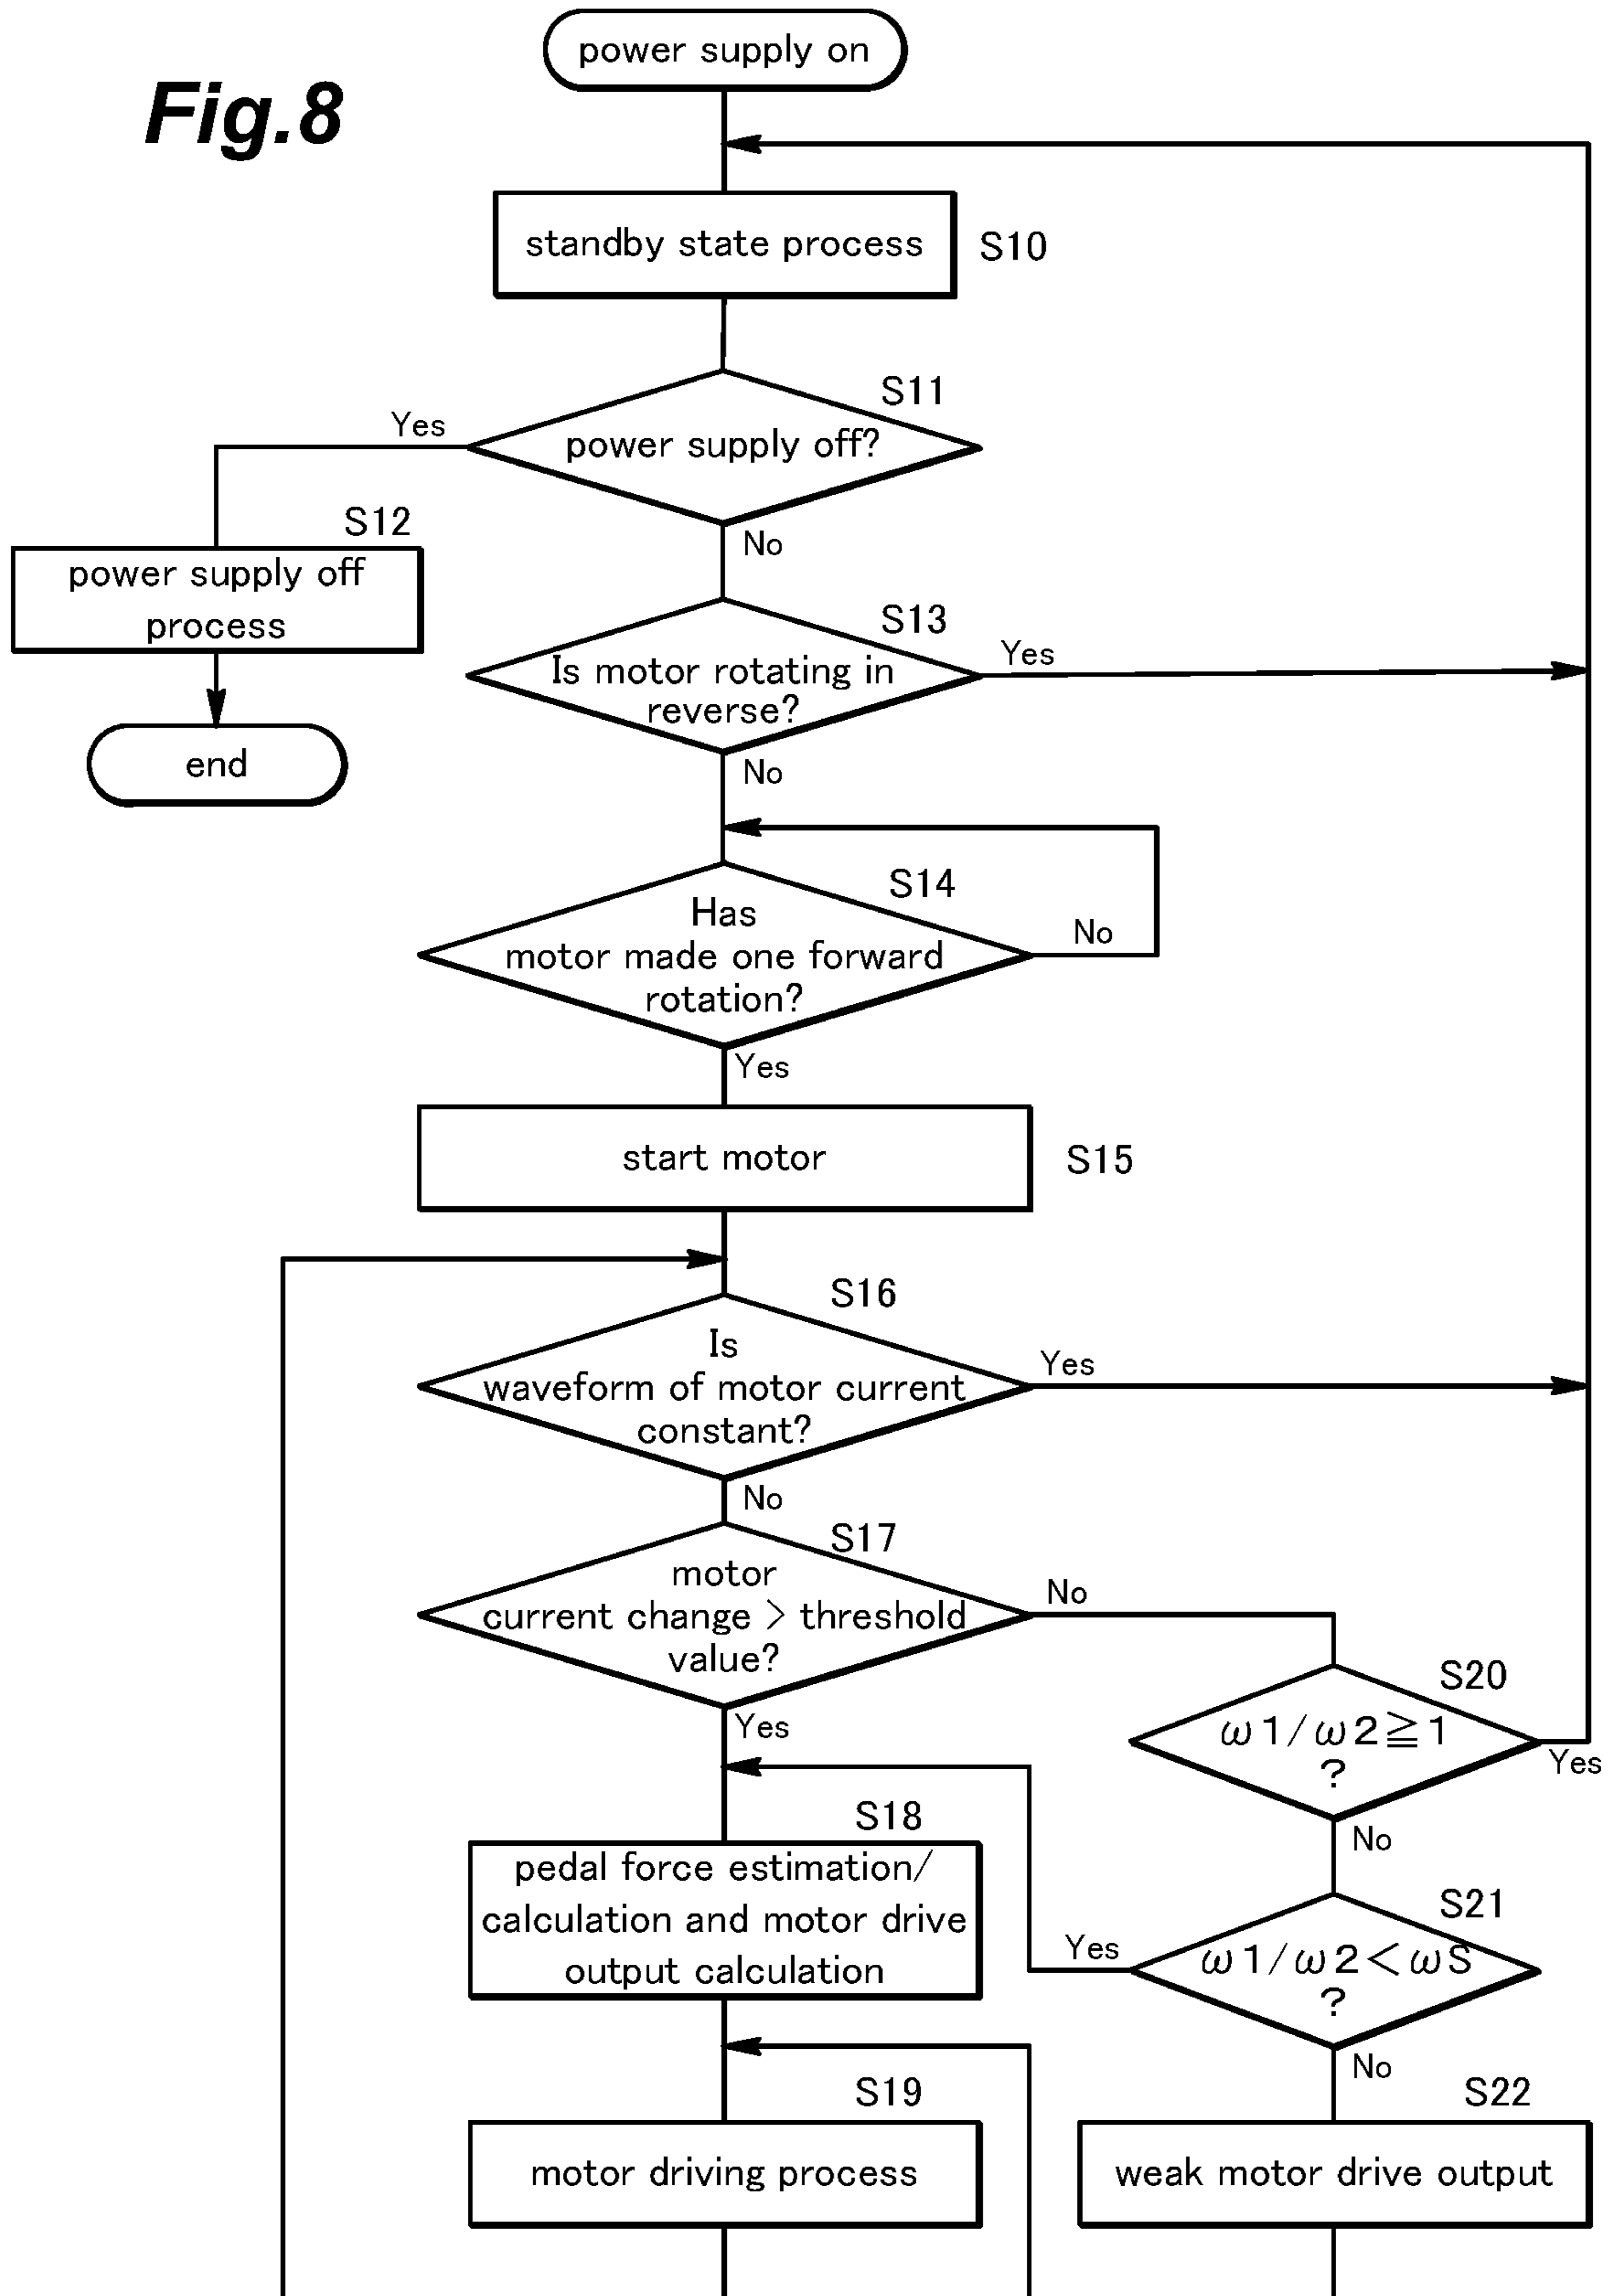 Fig.8
power supply on
standby state process
S10
S11
Yes
power supply off?
No
S12
power supply off
process
end
S13
Is motor rotating in
reverse?
Yes
No
S14
Has
motor made one forward
rotation?
No
Yes
start motor
S15
S16
Is
waveform of motor current
constant?
Yes
No
S17
motor
current change > threshold
value?
No
Yes
S20
ω1/ω2≧1
?
Yes
No
S18
pedal force estimation/
calculation and motor drive
output calculation
S21
Yes
ω1/ω2<ωS
?
No
S19
motor driving process
S22
weak motor drive output